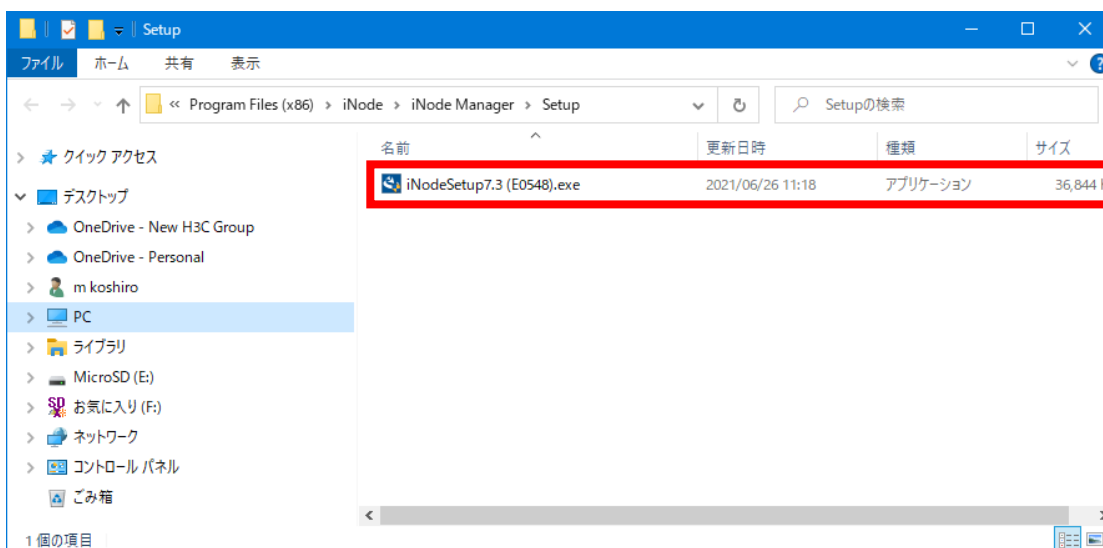 Setup
ファイル ホーム 共有 表示
« Program Files (x86) > iNode > iNode Manager > Setup
Setupの検索
クイック アクセス
デスクトップ
OneDrive - New H3C Group
OneDrive - Personal
m koshiro
PC
ライブラリ
MicroSD (E:)
お気に入り (F:)
ネットワーク
コントロール パネル
ごみ箱
名前 更新日時 種類 サイズ
iNodeSetup7.3 (E0548).exe 2021/06/26 11:18 アプリケーション 36,844
1 個の項目